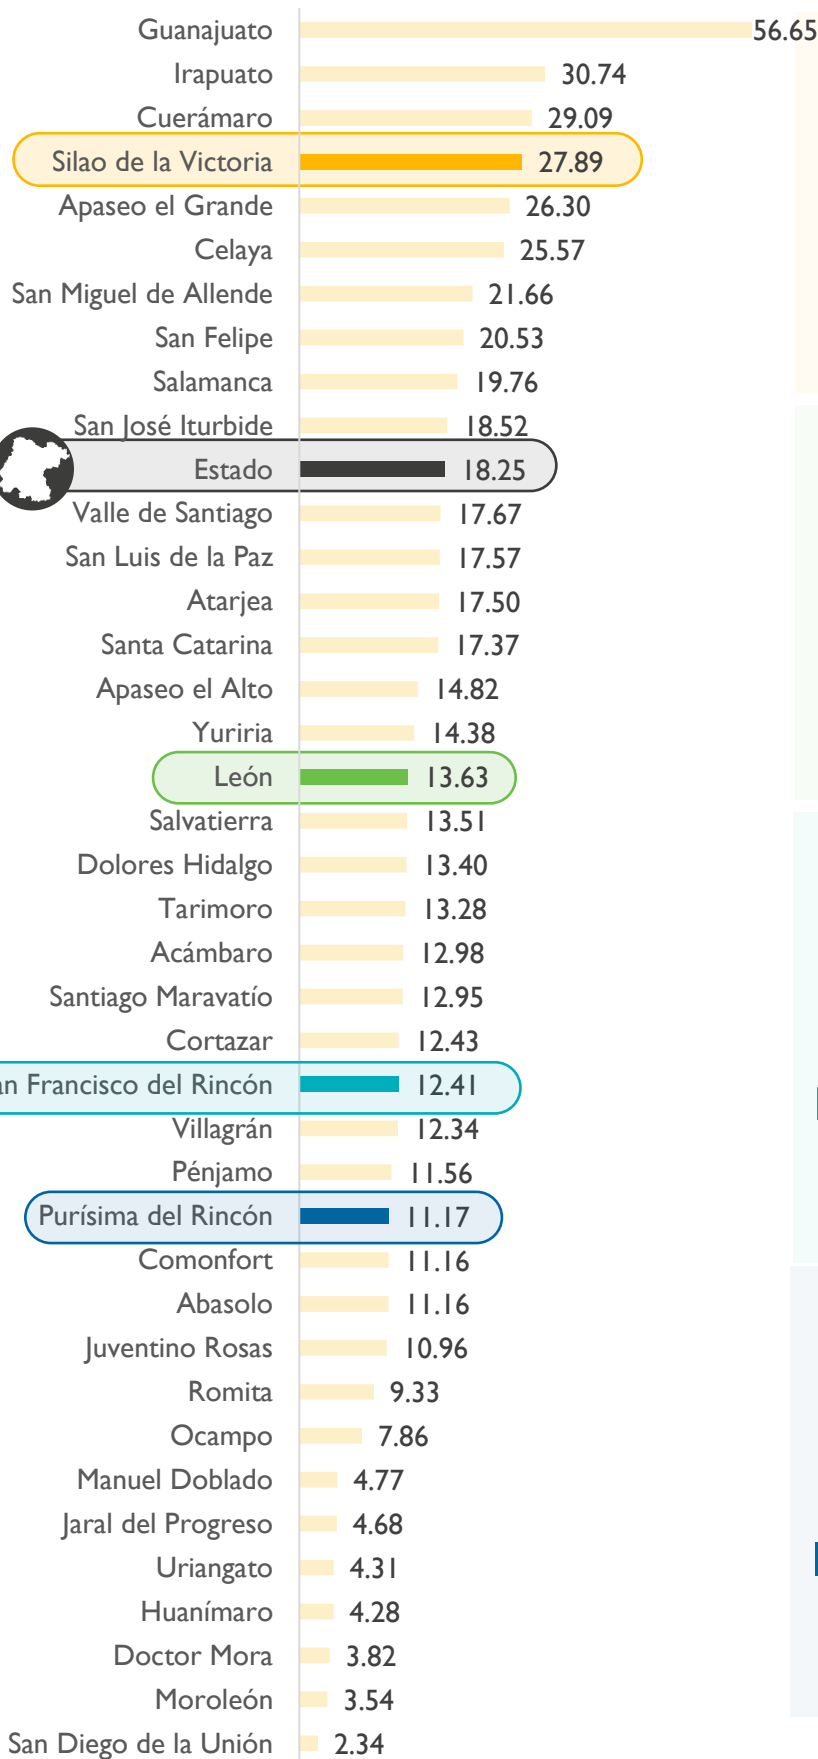 Guanajuato 56.65
Irapuato 30.74
Cuerámaro 29.09
Silao de la Victoria 27.89
Apaseo el Grande 26.30
Celaya 25.57
San Miguel de Allende 21.66
San Felipe 20.53
Salamanca 19.76
San José Iturbide 18.52
Estado 18.25
Valle de Santiago 17.67
San Luis de la Paz 17.57
Atarjea 17.50
Santa Catarina 17.37
Apaseo el Alto 14.82
Yuriria 14.38
León 13.63
Salvatierra 13.51
Dolores Hidalgo 13.40
Tarimoro 13.28
Acámbaro 12.98
Santiago Maravatío 12.95
Cortazar 12.43
an Francisco del Rincón 12.41
Villagrán 12.34
Pénjamo 11.56
Purísima del Rincón 11.17
Comonfort 11.16
Abasolo 11.16
Juventino Rosas 10.96
Romita 9.33
Ocampo 7.86
Manuel Doblado 4.77
Jaral del Progreso 4.68
Uriangato 4.31
Huanímaro 4.28
Doctor Mora 3.82
Moroleón 3.54
San Diego de la Unión 2.34